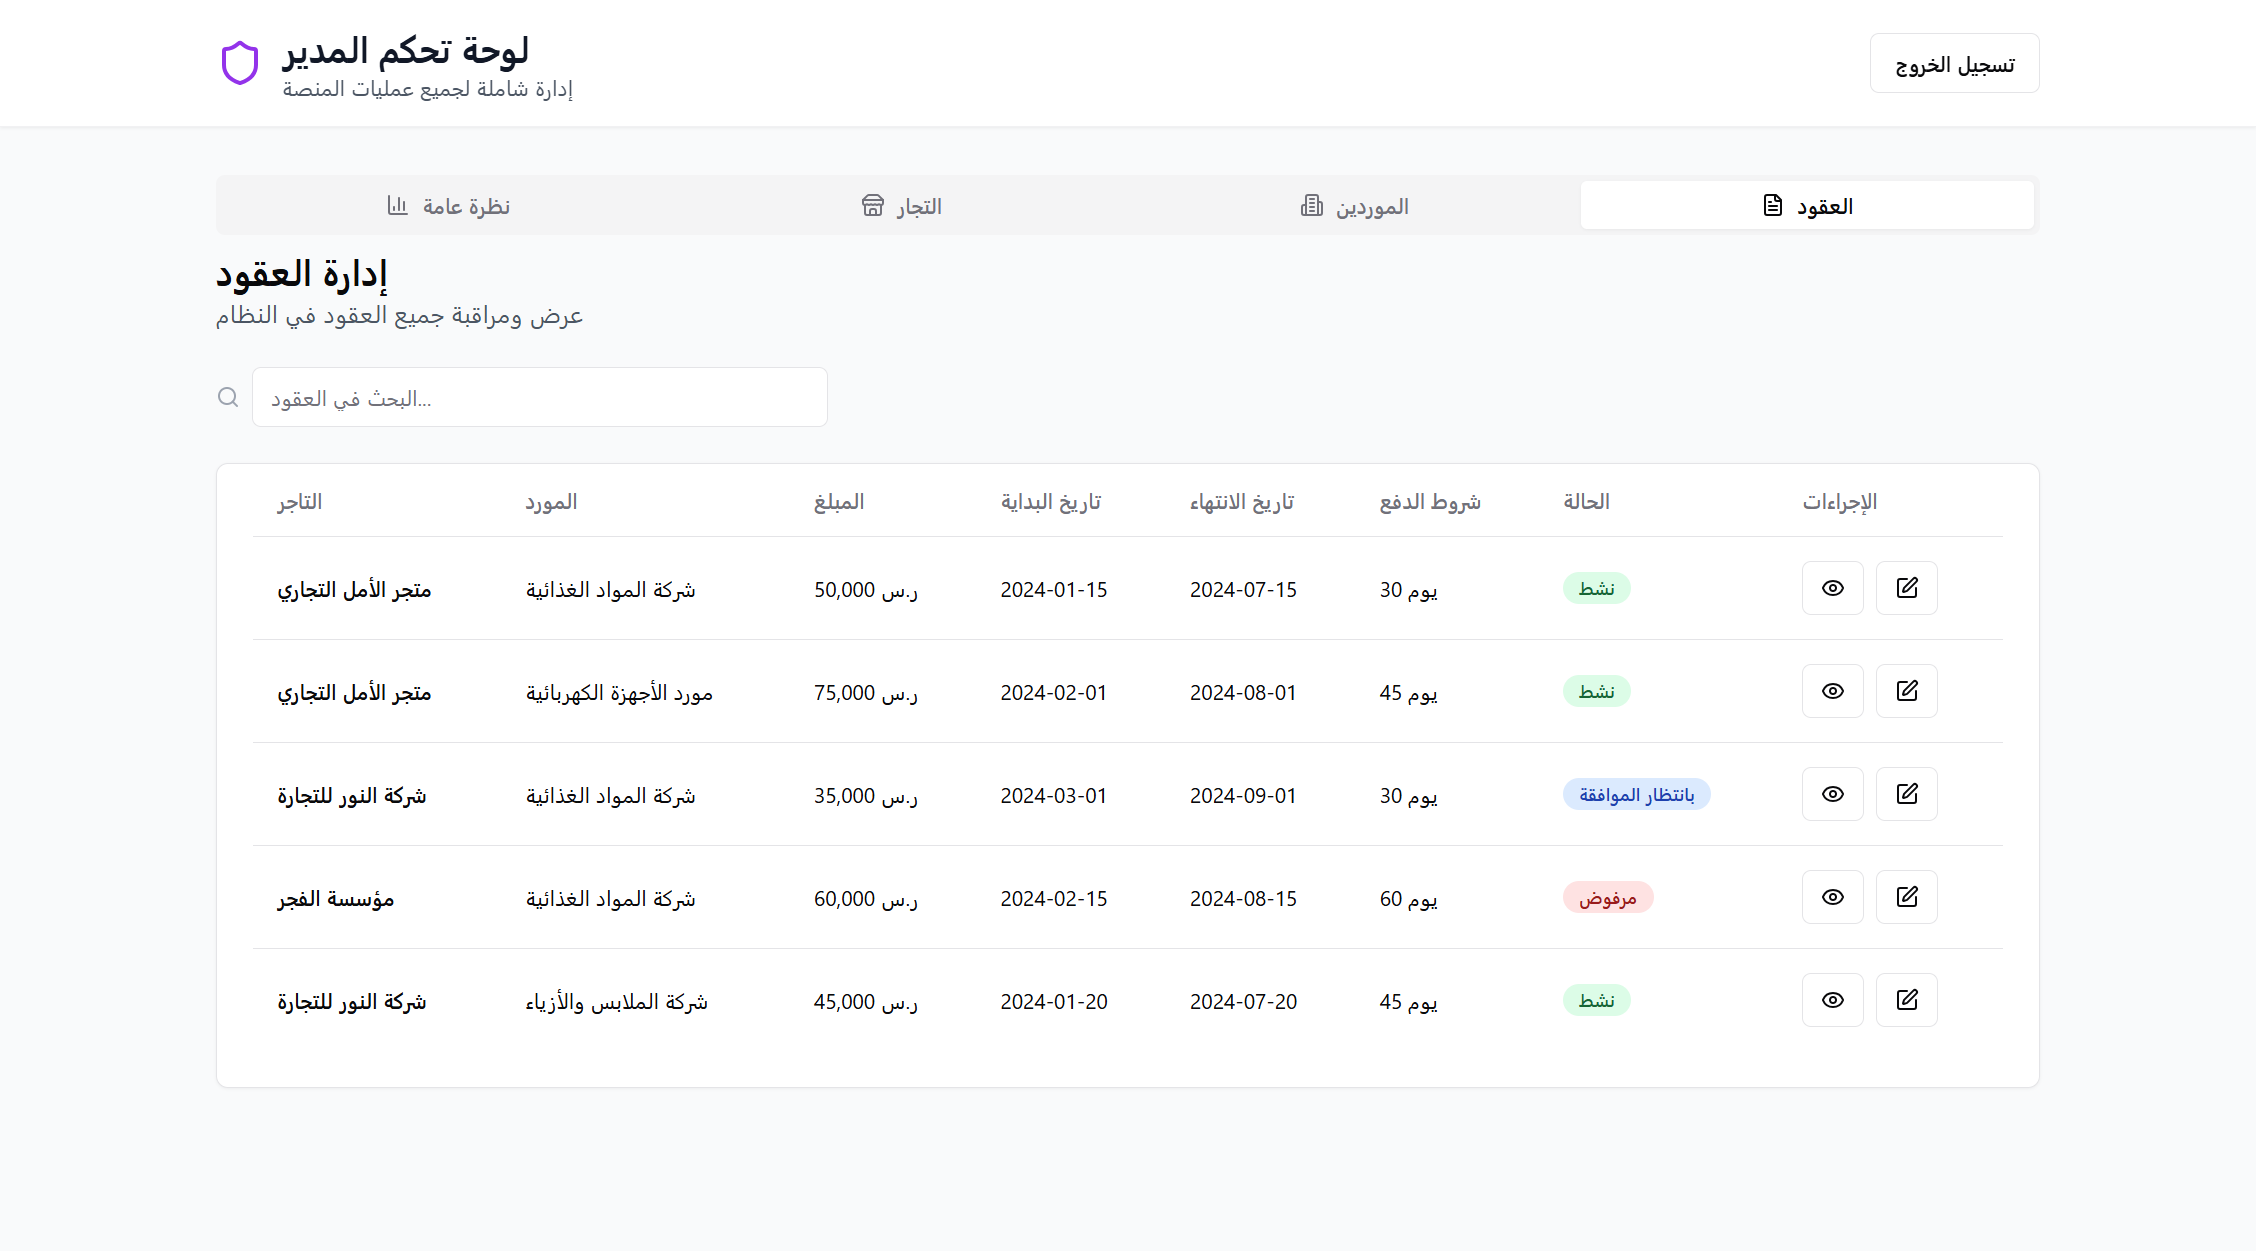 لوحة تحكم المدير
إدارة شاملة لجميع عمليات المنصة
تسجيل الخروج
نظرة عامة
التجار
الموردين
العقود
إدارة العقود
عرض ومراقبة جميع العقود في النظام
البحث في العقود...
التاجر المورد المبلغ تاريخ البداية تاريخ الانتهاء شروط الدفع الحالة الإجراءات
متجر الأمل التجاري شركة المواد الغذائية 50,000 ر.س 2024-01-15 2024-07-15 30 يوم نشط
متجر الأمل التجاري مورد الأجهزة الكهربائية 75,000 ر.س 2024-02-01 2024-08-01 45 يوم نشط
شركة النور للتجارة شركة المواد الغذائية 35,000 ر.س 2024-03-01 2024-09-01 30 يوم بانتظار الموافقة
مؤسسة الفجر شركة المواد الغذائية 60,000 ر.س 2024-02-15 2024-08-15 60 يوم مرفوض
شركة النور للتجارة شركة الملابس والأزياء 45,000 ر.س 2024-01-20 2024-07-20 45 يوم نشط